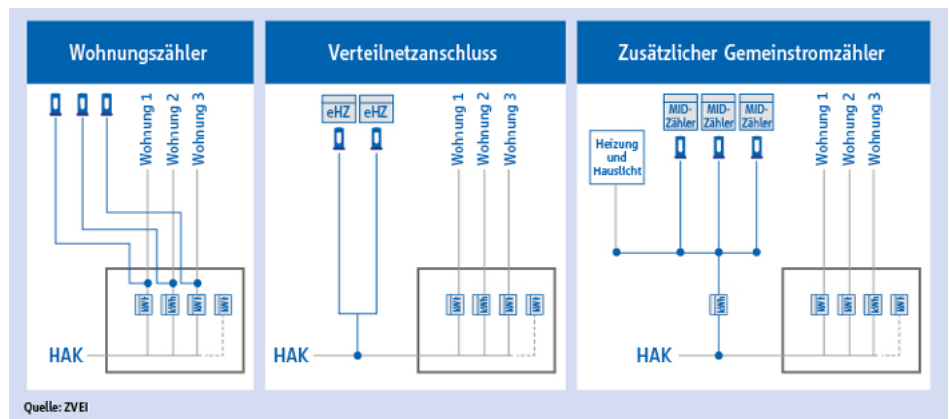 Wohnungszähler
Wohnung 1
Wohnung 2
Wohnung 3
kWh
kWh
kWh
kWh
HAK
Verteilnetzanschluss
eHZ
eHZ
Wohnung 1
Wohnung 2
Wohnung 3
kWh
kWh
kWh
kWh
HAK
Zusätzlicher Gemeinstromzähler
MID-
Zähler
MID-
Zähler
MID-
Zähler
Heizung
und
Hauslicht
Wohnung 1
Wohnung 2
Wohnung 3
kWh
kWh
kWh
kWh
kWh
HAK
Quelle: ZVEI